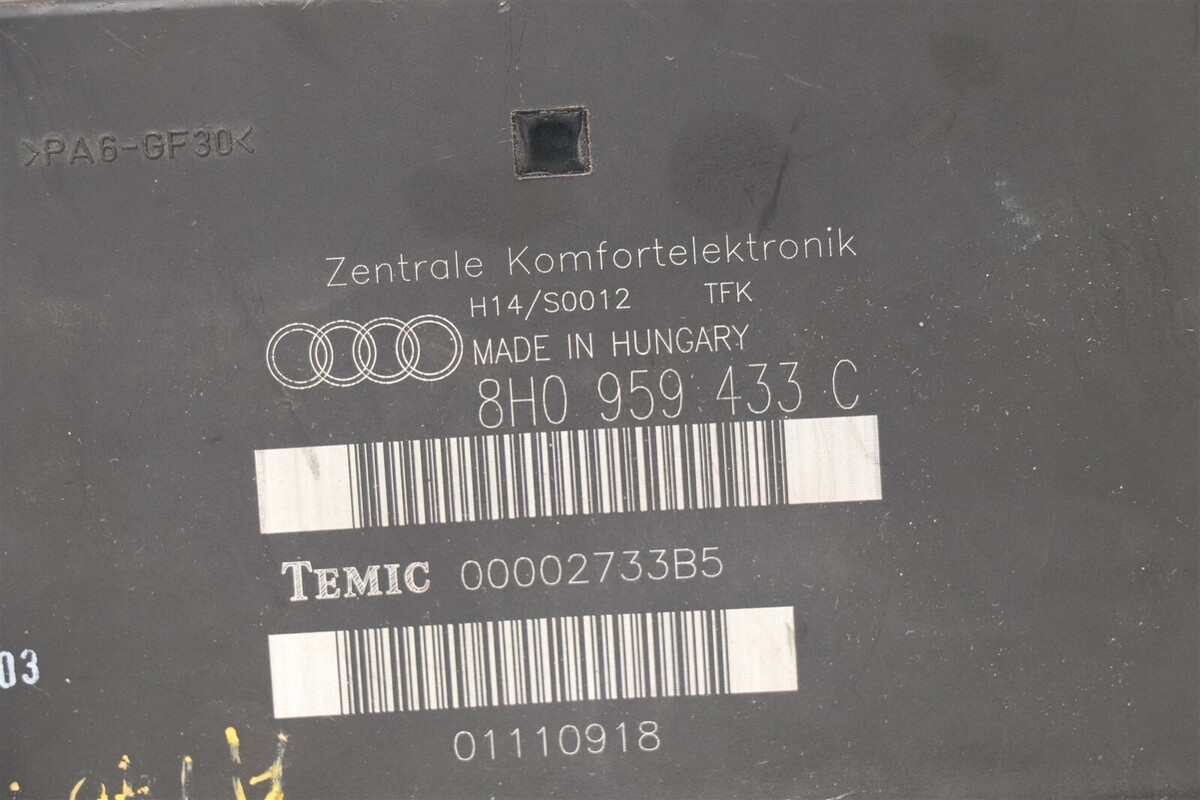 >PA6-GF30<
Zentrale Komfortelektronik
H14/S0012 TFK
MADE IN HUNGARY
8H0 959 433 C
TEMIC 00002733B5
03
01110918